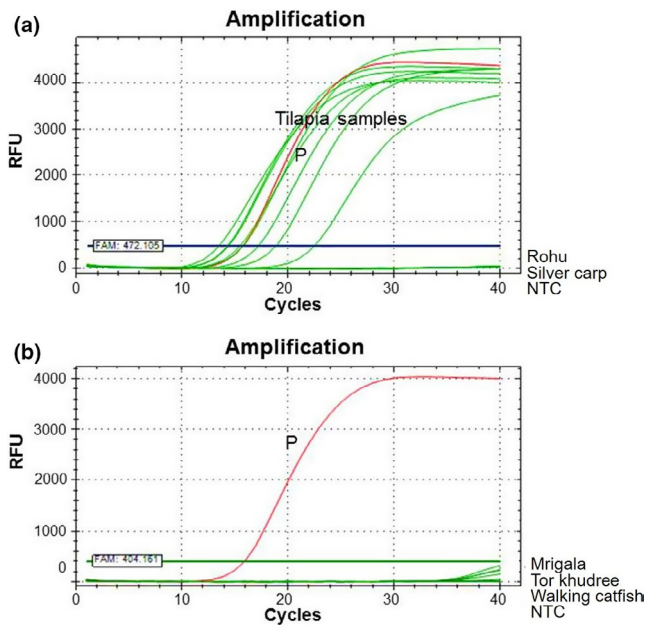 (a)
Amplification
RFU
4000
3000
2000
1000
0
Tilapia samples
P
FAM: 472.105
Rohu
Silver carp
NTC
0
10
20
30
40
Cycles
(b)
Amplification
RFU
4000
3000
2000
1000
0
P
FAM: 404.161
Mrigala
Tor khudree
Walking catfish
NTC
0
10
20
30
40
Cycles